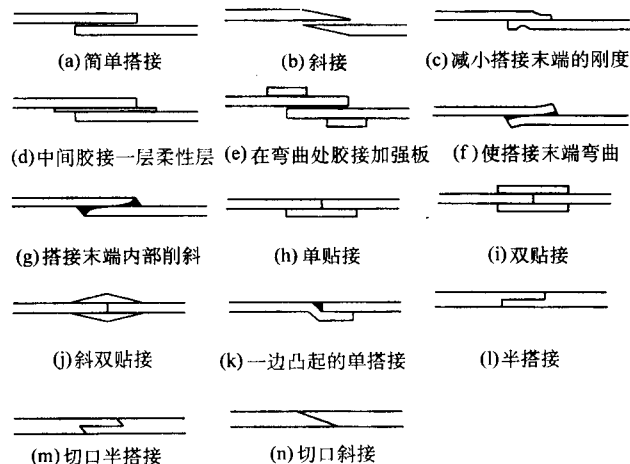 (a)简单搭接
(b)斜接
(c)减小搭接末端的刚度
(d)中间胶接一层柔性层
(e)在弯曲处胶接加强板
(f)使搭接末端弯曲
(g)搭接末端内部削斜
(h)单贴接
(i)双贴接
(j)斜双贴接
(k)一边凸起的单搭接
(l)半搭接
(m)切口半搭接
(n)切口斜接